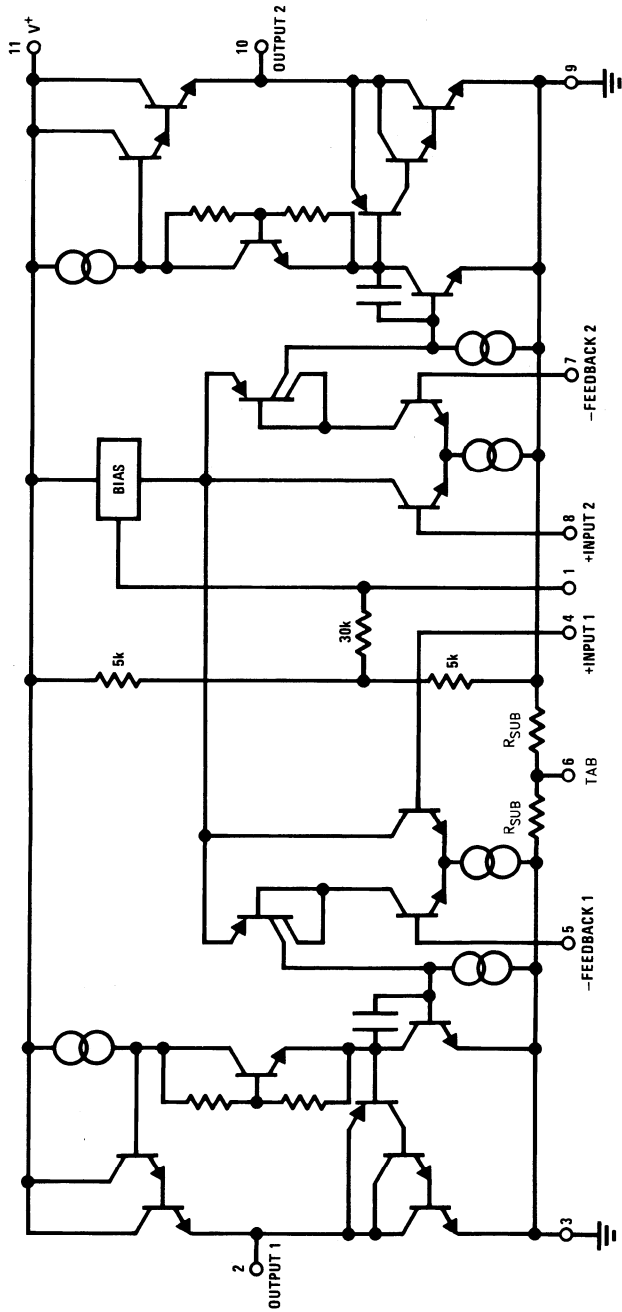 11 V+
10
OUTPUT 2
9
7
−FEEDBACK 2
BIAS
8
+INPUT 2
1
4
+INPUT 1
5k
30k
5k
RSUB
6
TAB
RSUB
5
−FEEDBACK 1
2
OUTPUT 1
3